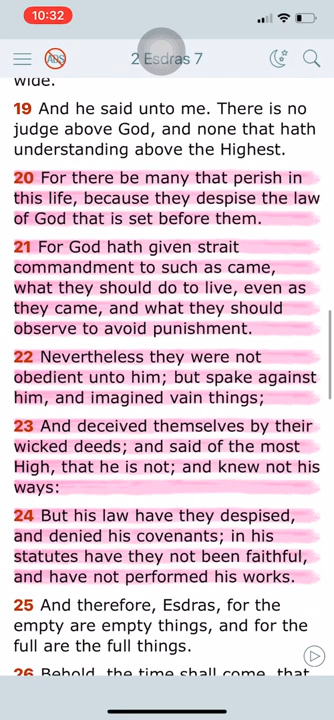 10:32
ADS
2 Esdras 7
wide.
19 And he said unto me. There is no
judge above God, and none that hath
understanding above the Highest.
20 For there be many that perish in
this life, because they despise the law
of God that is set before them.
21 For God hath given strait
commandment to such as came,
what they should do to live, even as
they came, and what they should
observe to avoid punishment.
22 Nevertheless they were not
obedient unto him; but spake against
him, and imagined vain things;
23 And deceived themselves by their
wicked deeds; and said of the most
High, that he is not; and knew not his
ways:
24 But his law have they despised,
and denied his covenants; in his
statutes have they not been faithful,
and have not performed his works.
25 And therefore, Esdras, for the
empty are empty things, and for the
full are the full things.
26 Behold, the time shall come, that